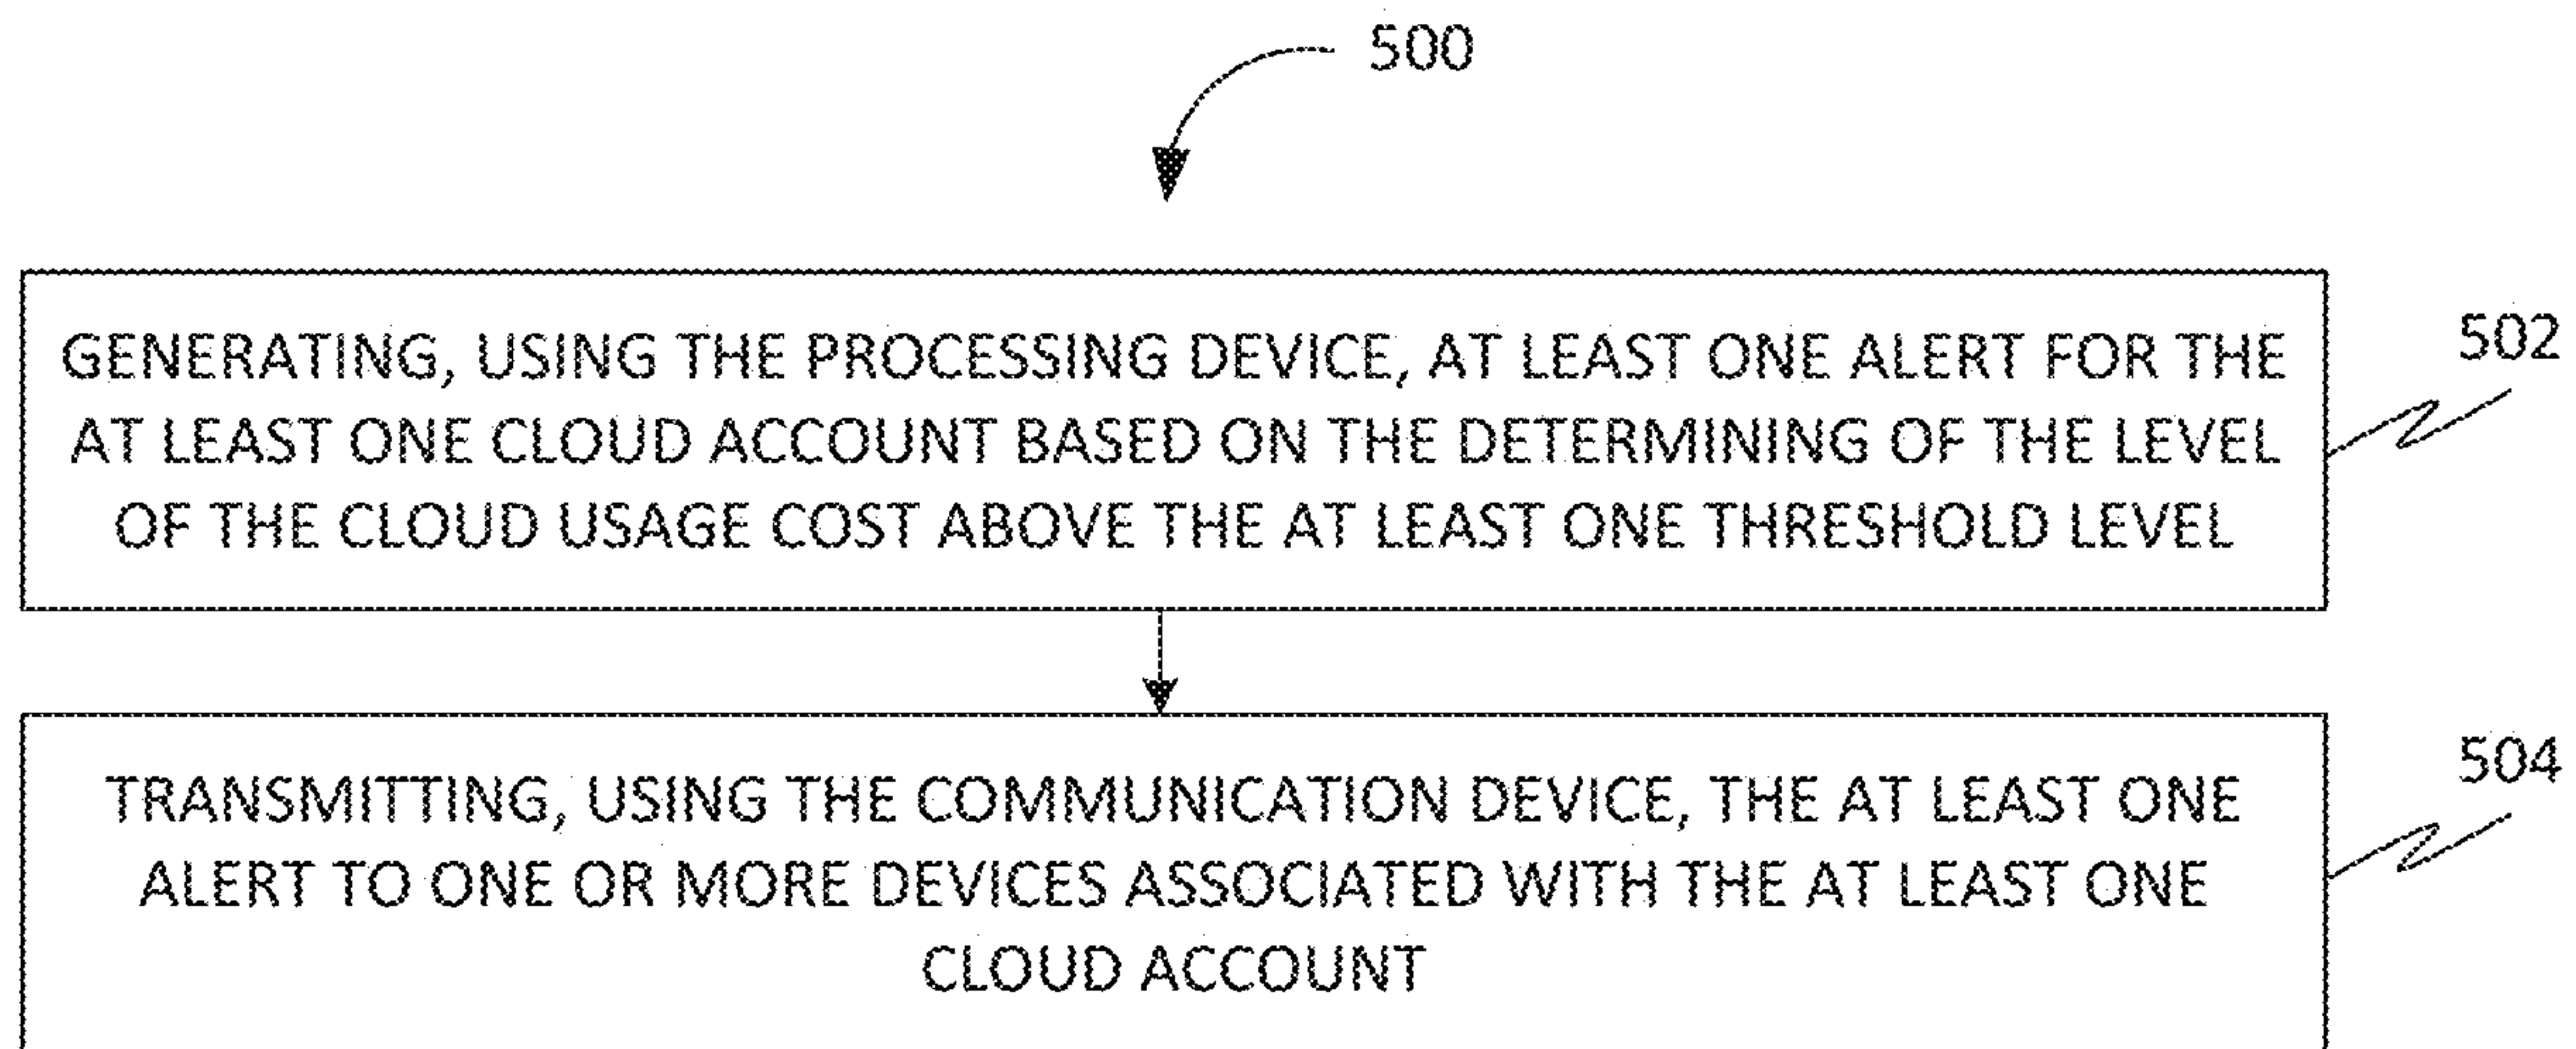 500
GENERATING, USING THE PROCESSING DEVICE, AT LEAST ONE ALERT FOR THE
AT LEAST ONE CLOUD ACCOUNT BASED ON THE DETERMINING OF THE LEVEL
OF THE CLOUD USAGE COST ABOVE THE AT LEAST ONE THRESHOLD LEVEL
502
TRANSMITTING, USING THE COMMUNICATION DEVICE, THE AT LEAST ONE
ALERT TO ONE OR MORE DEVICES ASSOCIATED WITH THE AT LEAST ONE
CLOUD ACCOUNT
504